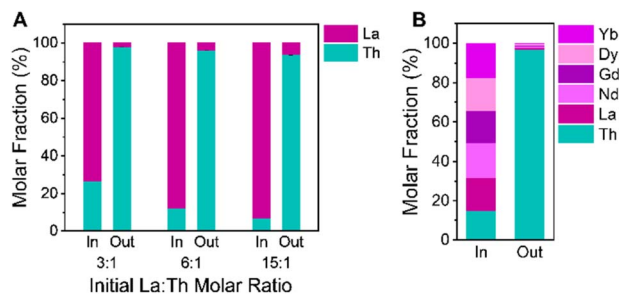 A
Molar Fraction (%)
100
80
60
40
20
0
La
Th
In Out In Out In Out
3:1 6:1 15:1
Initial La:Th Molar Ratio
B
Molar Fraction (%)
100
80
60
40
20
0
In Out
Yb
Dy
Gd
Nd
La
Th